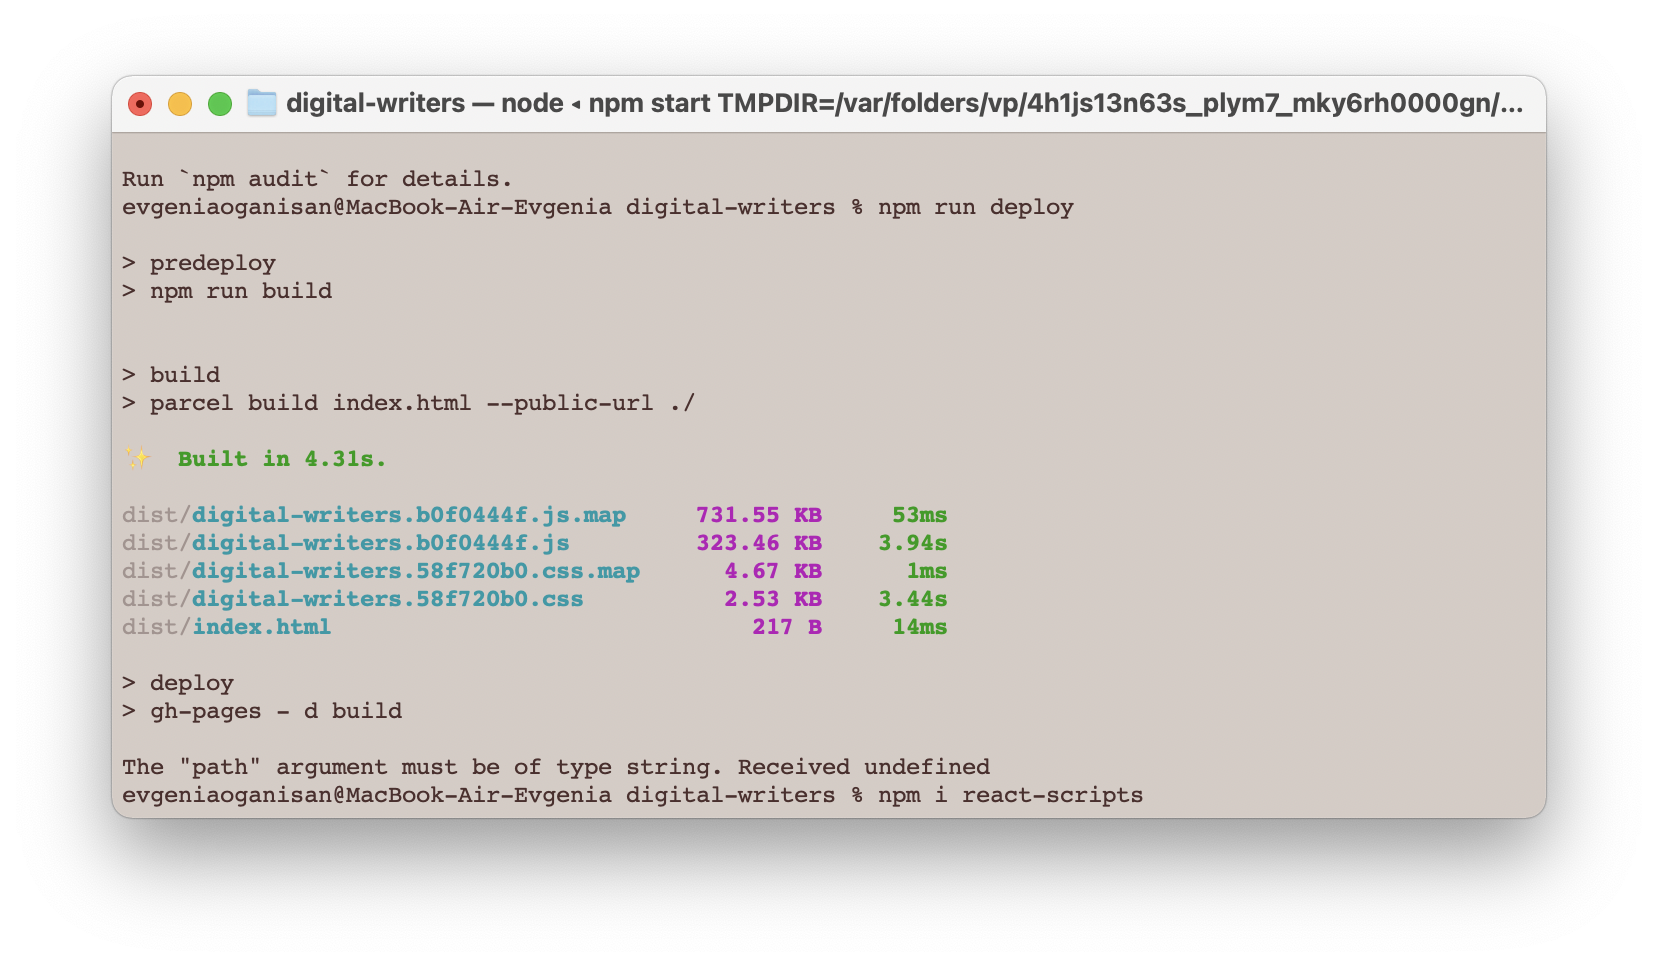 digital-writers — node ◂ npm start TMPDIR=/var/folders/vp/4h1js13n63s_plym7_mky6rh0000gn/...
Run `npm audit` for details.
evgeniaoganisan@MacBook-Air-Evgenia digital-writers % npm run deploy
> predeploy
> npm run build
> build
> parcel build index.html --public-url ./
✨ Built in 4.31s.
dist/digital-writers.b0f0444f.js.map 731.55 KB 53ms
dist/digital-writers.b0f0444f.js 323.46 KB 3.94s
dist/digital-writers.58f720b0.css.map 4.67 KB 1ms
dist/digital-writers.58f720b0.css 2.53 KB 3.44s
dist/index.html 217 B 14ms
> deploy
> gh-pages - d build
The "path" argument must be of type string. Received undefined
evgeniaoganisan@MacBook-Air-Evgenia digital-writers % npm i react-scripts